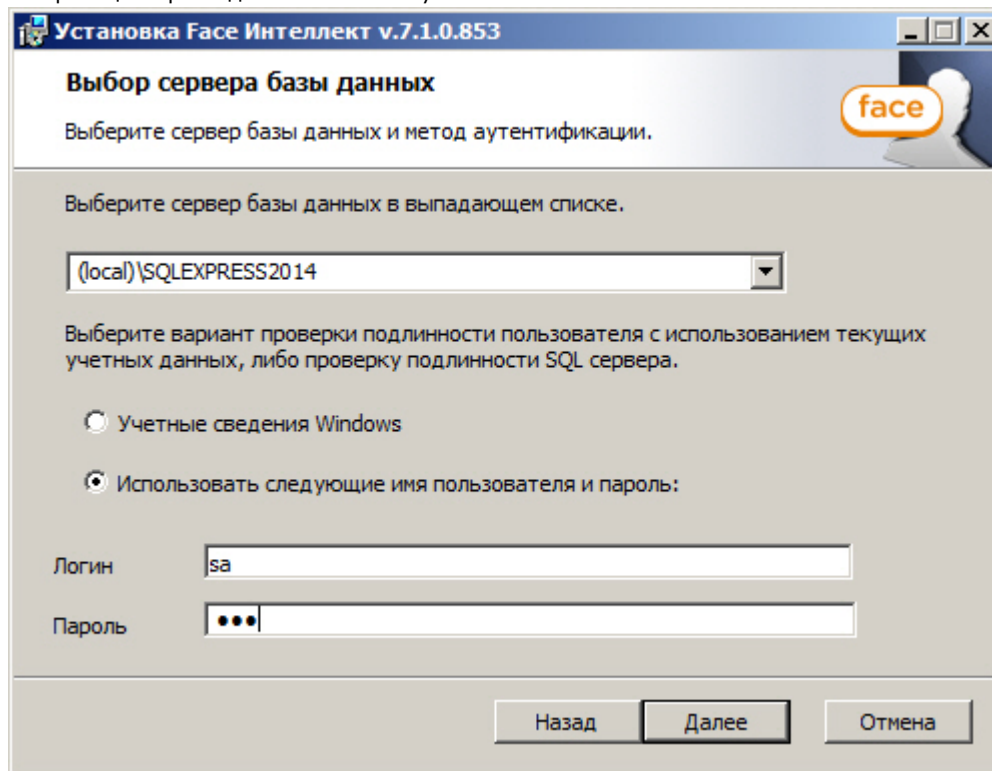 Установка Face Интеллект v.7.1.0.853
Выбор сервера базы данных
Выберите сервер базы данных и метод аутентификации.
face
Выберите сервер базы данных в выпадающем списке.
(local)\SQLEXPRESS2014
Выберите вариант проверки подлинности пользователя с использованием текущих
учетных данных, либо проверку подлинности SQL сервера.
Учетные сведения Windows
Использовать следующие имя пользователя и пароль:
Логин
sa
Пароль
●●●
Назад
Далее
Отмена